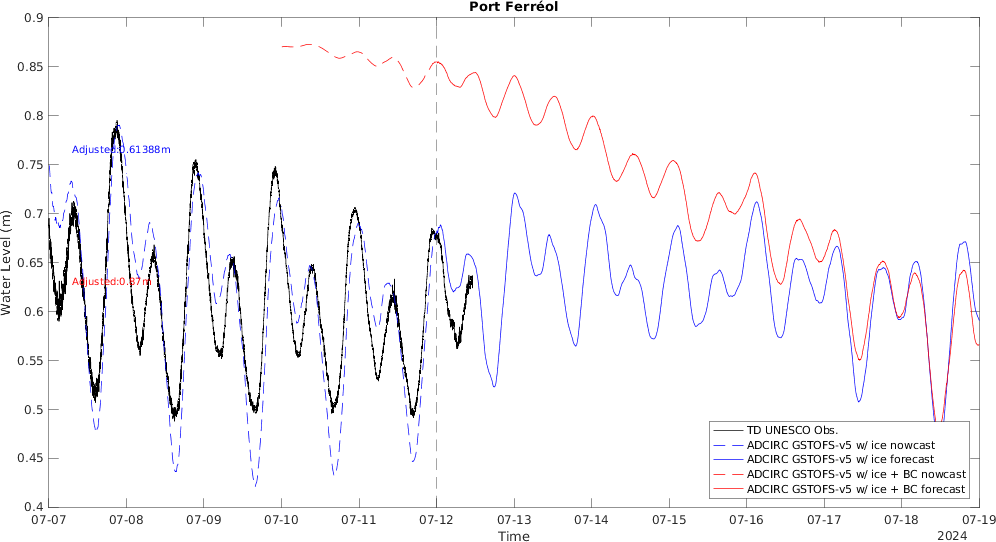 Port Ferréol
0.9
0.85
0.8
0.75
0.7
0.65
0.6
0.55
0.5
0.45
0.4
Water Level (m)
Adjusted:0.61388m
Adjusted:0.87m
TD UNESCO Obs.
ADCIRC GSTOFS-v5 w/ ice nowcast
ADCIRC GSTOFS-v5 w/ ice forecast
ADCIRC GSTOFS-v5 w/ ice + BC nowcast
ADCIRC GSTOFS-v5 w/ ice + BC forecast
07-07 07-08 07-09 07-10 07-11 07-12 07-13 07-14 07-15 07-16 07-17 07-18 07-19
Time
2024